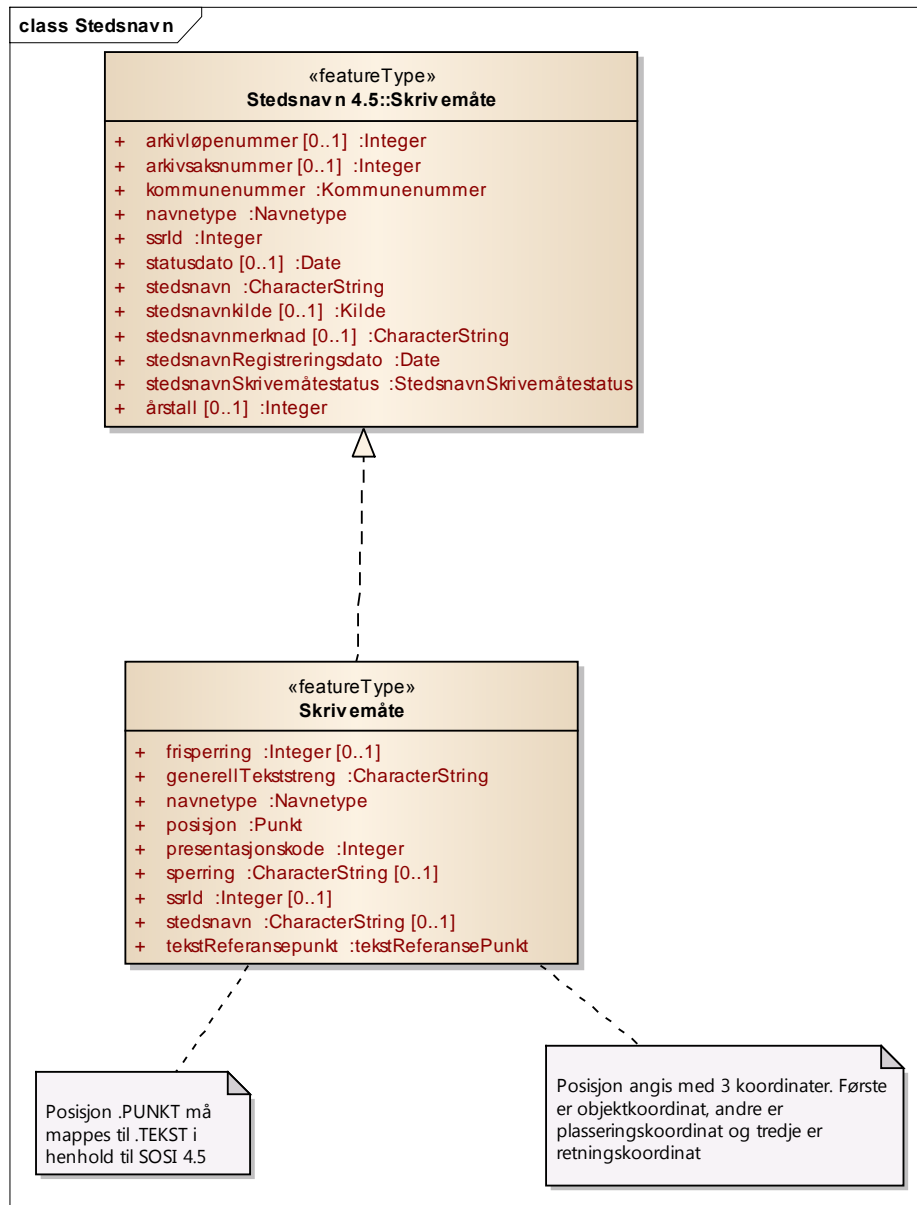 class Stedsnavn
«featureType»
Stedsnavn 4.5::Skrivemåte
+ arkivløpenummer [0..1] :Integer
+ arkivsaksnummer [0..1] :Integer
+ kommunenummer :Kommunenummer
+ navnetype :Navnetype
+ ssrId :Integer
+ statusdato [0..1] :Date
+ stedsnavn :CharacterString
+ stedsnavnkilde [0..1] :Kilde
+ stedsnavnmerknad [0..1] :CharacterString
+ stedsnavnRegistreringsdato :Date
+ stedsnavnSkrivemåtestatus :StedsnavnSkrivemåtestatus
+ årstall [0..1] :Integer
«featureType»
Skrivemåte
+ frisperring :Integer [0..1]
+ generellTekststreng :CharacterString
+ navnetype :Navnetype
+ posisjon :Punkt
+ presentasjonskode :Integer
+ sperring :CharacterString [0..1]
+ ssrId :Integer [0..1]
+ stedsnavn :CharacterString [0..1]
+ tekstReferansepunkt :tekstReferansePunkt
Posisjon .PUNKT må
mappes til .TEKST i
henhold til SOSI 4.5
Posisjon angis med 3 koordinater. Første
er objektkoordinat, andre er
plasseringskoordinat og tredje er
retningskoordinat